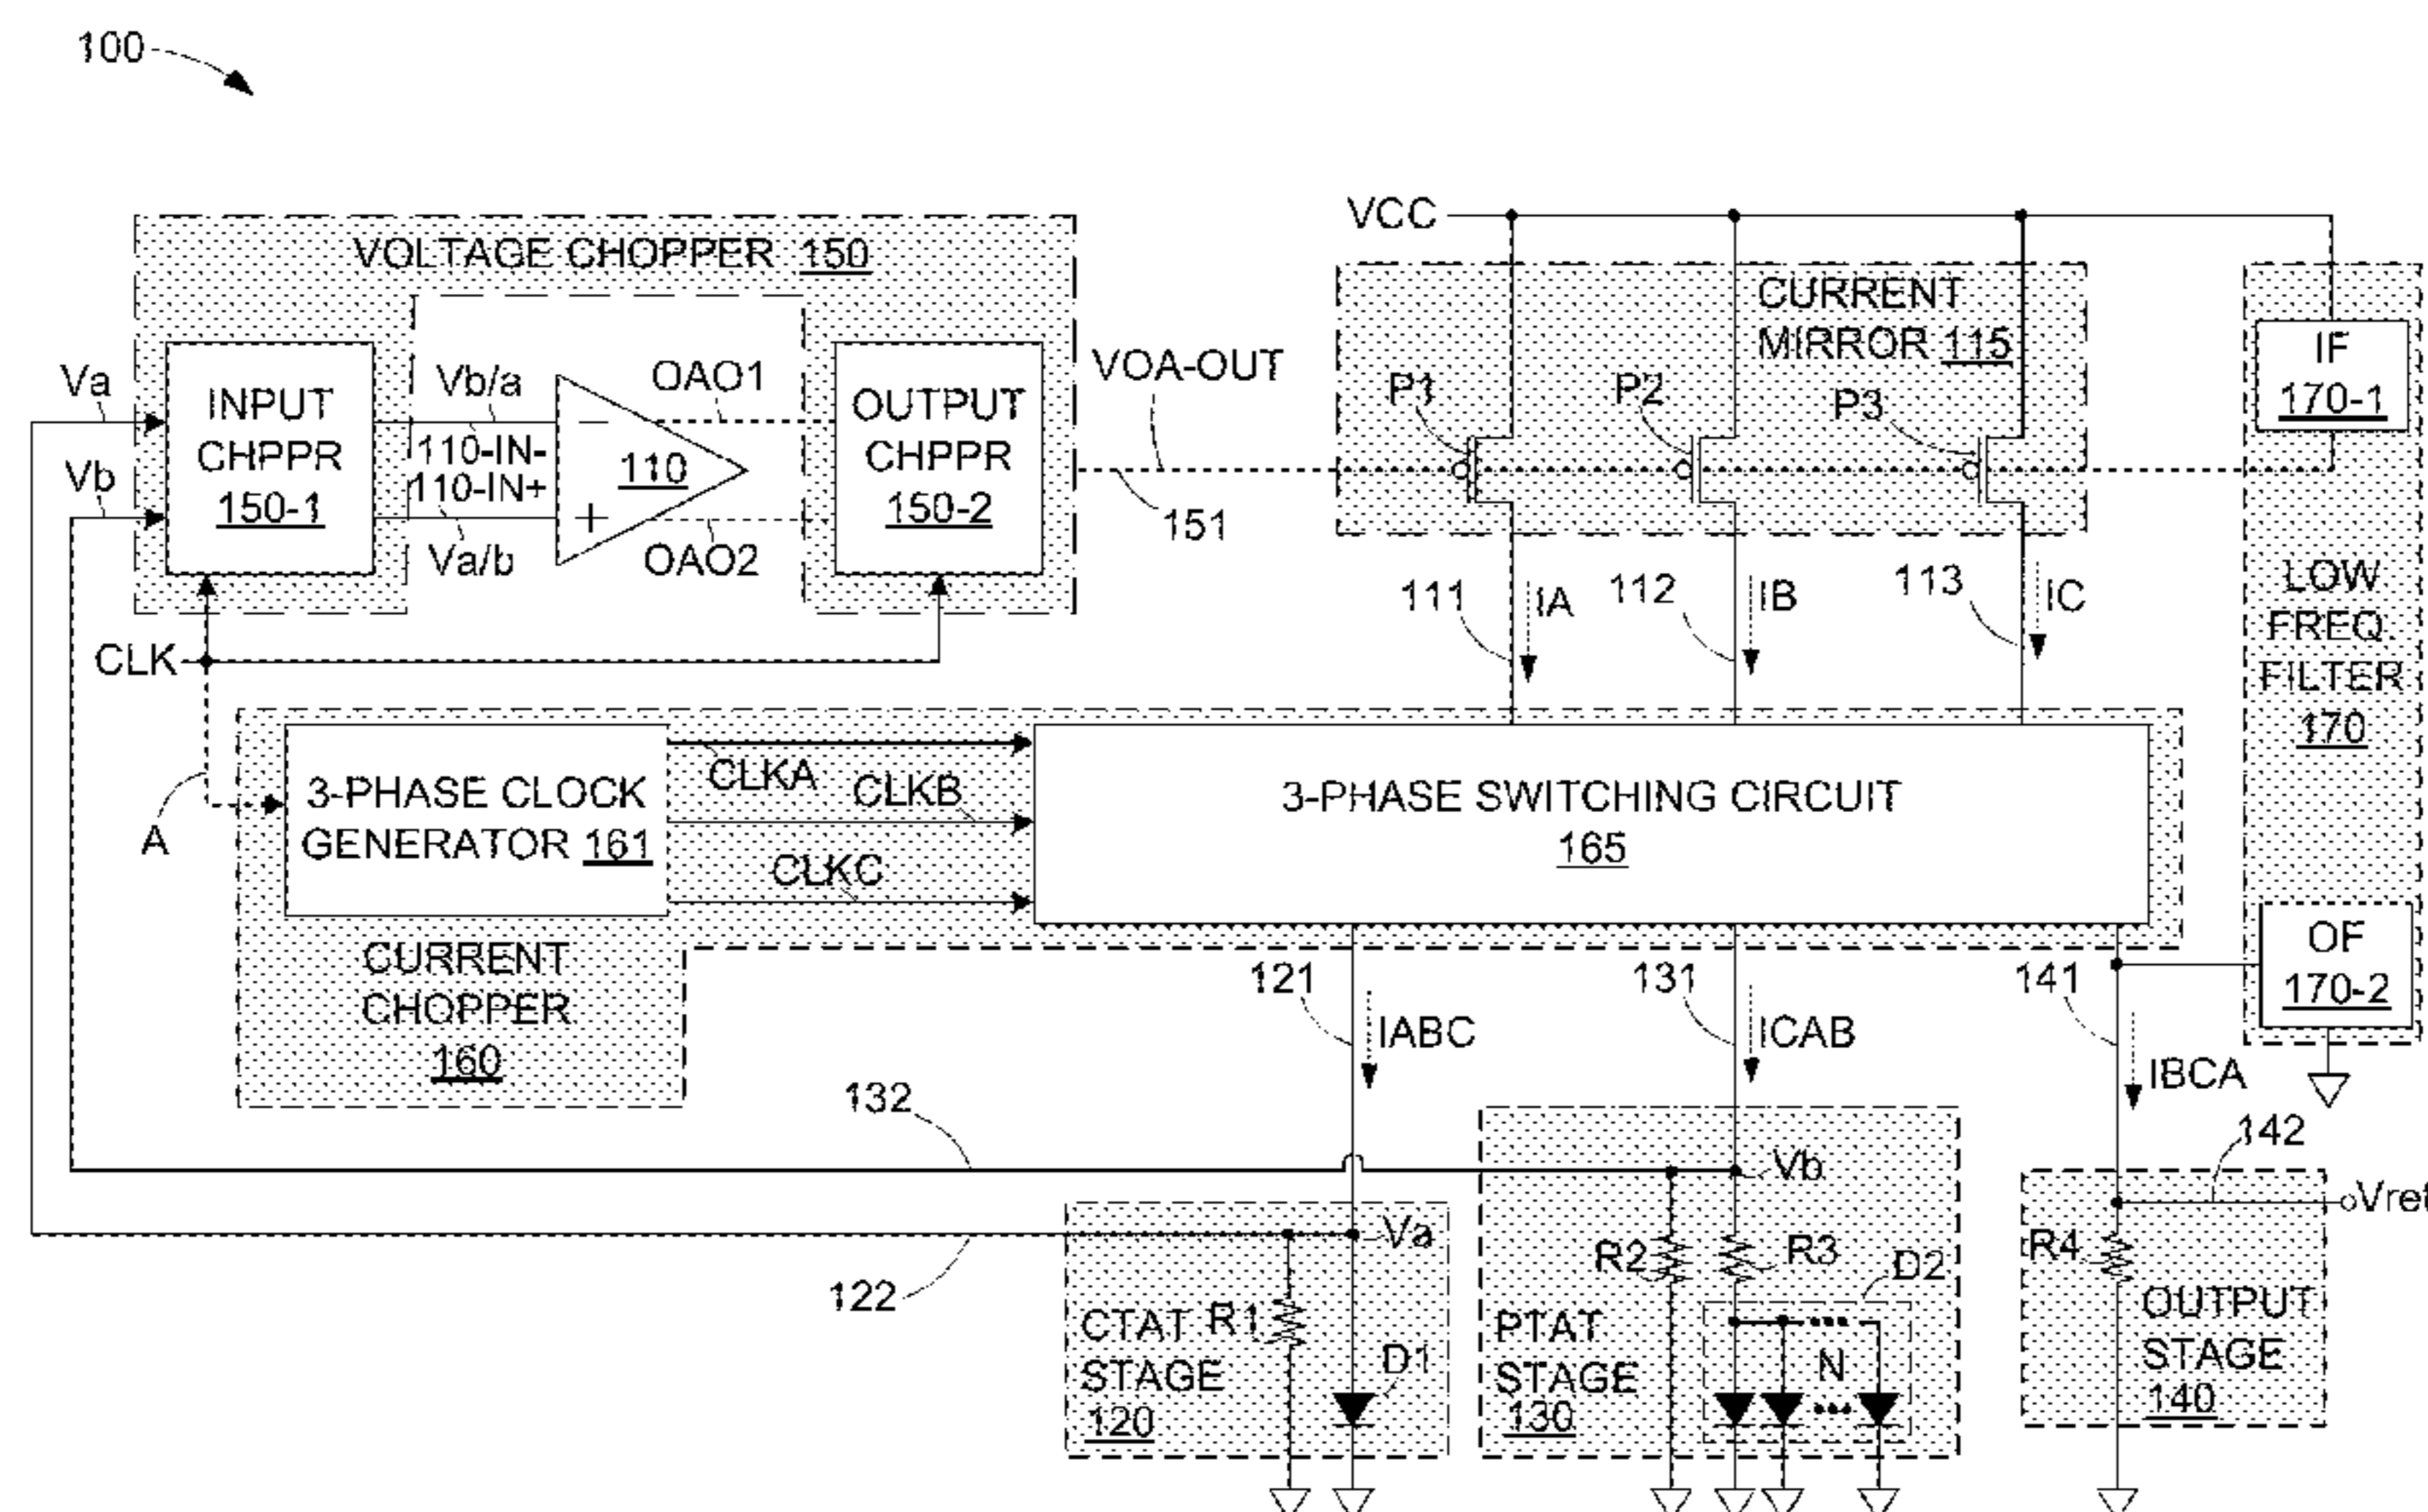 100
VCC
VOLTAGE CHOPPER 150
CURRENT
MIRROR 115
Va
Vb
INPUT
CHPPR
150-1
Vb/a
110-IN-
110-IN+
Va/b
−
+
110
OAO1
OAO2
OUTPUT
CHPPR
150-2
VOA-OUT
151
P1
P2
P3
IF
170-1
LOW
FREQ
FILTER
170
111
IA
112
IB
113
IC
CLK
A
3-PHASE CLOCK
GENERATOR 161
CLKA
CLKB
CLKC
3-PHASE SWITCHING CIRCUIT
165
CURRENT
CHOPPER
160
121
IABC
131
ICAB
141
IBCA
OF
170-2
132
122
142
Vb
Va
Vref
R1
R2
R3
R4
D1
D2
N
CTAT
STAGE
120
PTAT
STAGE
130
OUTPUT
STAGE
140